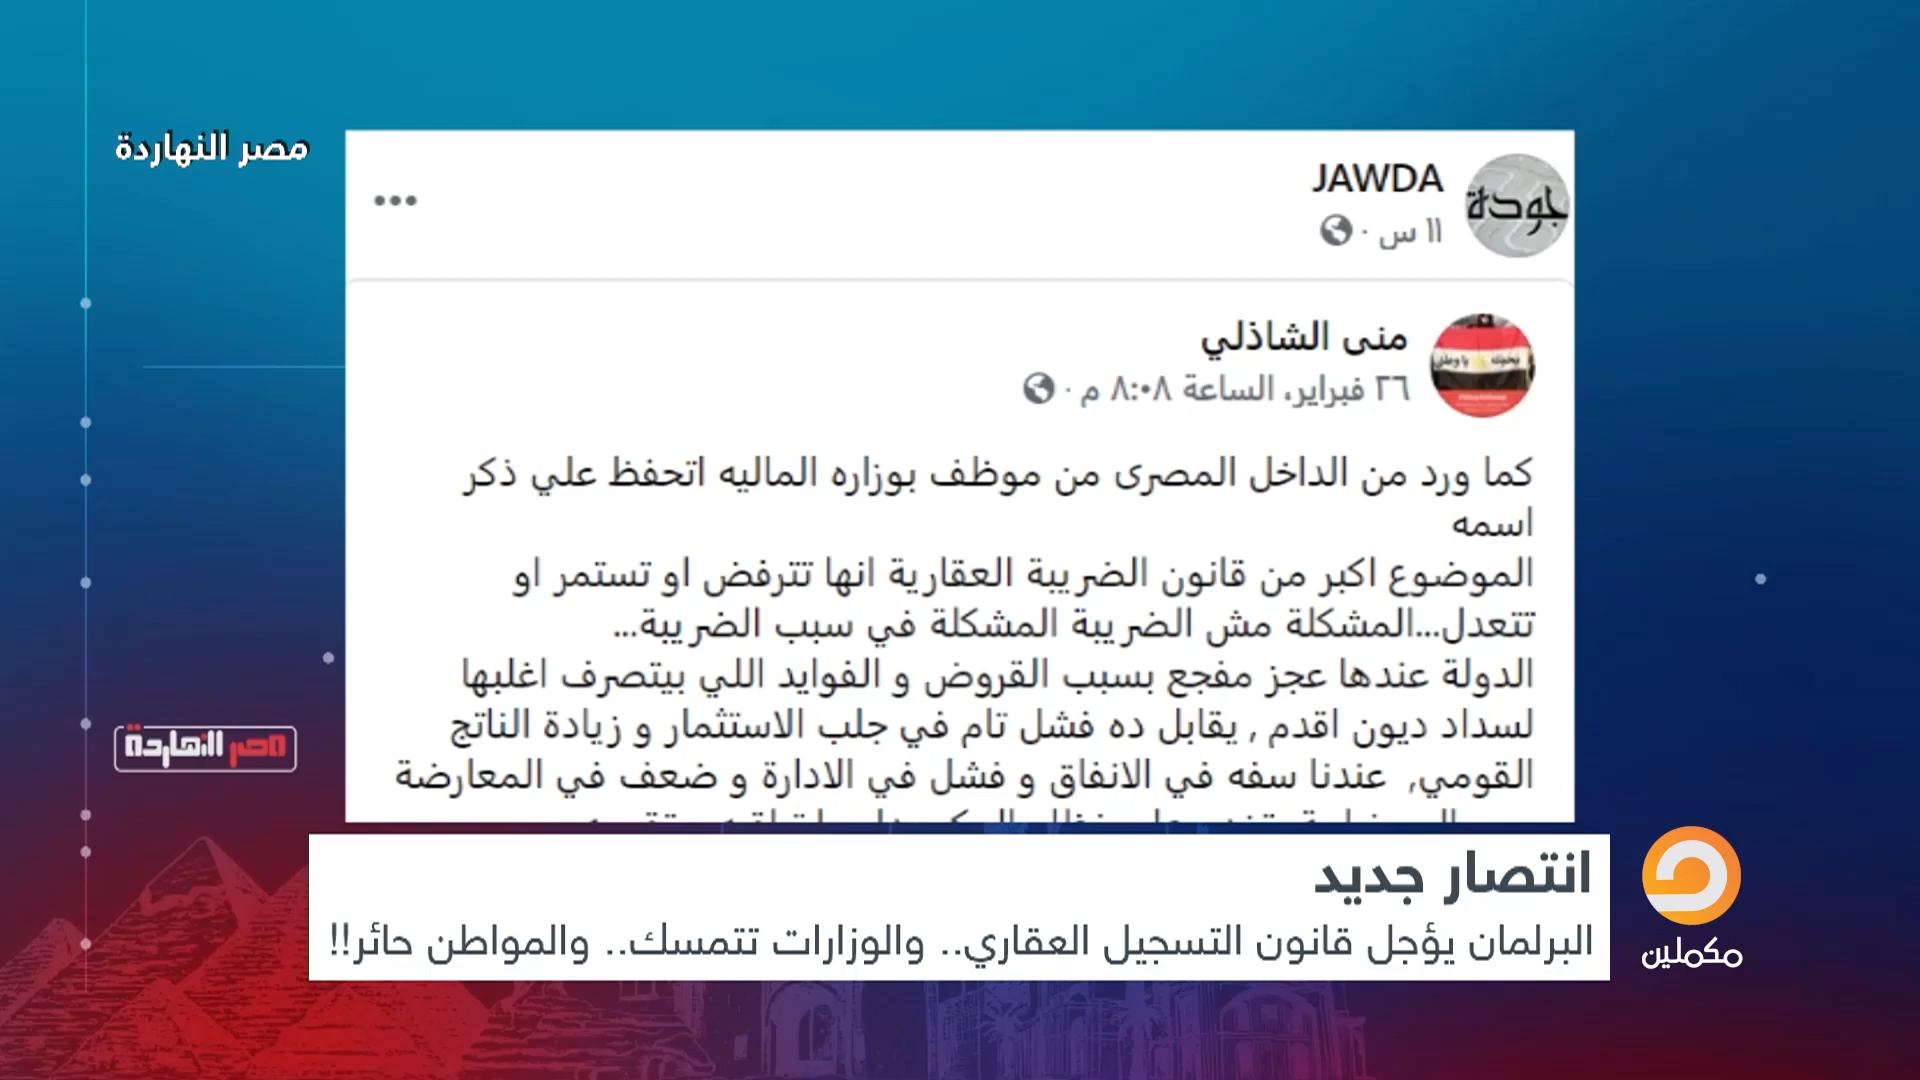 مصر النهاردة
JAWDA
جودة
١١ س ·
منى الشاذلي
٢٦ فبراير، الساعة ٨:٠٨ م ·
كما ورد من الداخل المصرى من موظف بوزاره الماليه اتحفظ علي ذكر
اسمه
الموضوع اكبر من قانون الضريبة العقارية انها تترفض او تستمر او
تتعدل...المشكلة مش الضريبة المشكلة في سبب الضريبة...
الدولة عندها عجز مفجع بسبب القروض و الفوايد اللي بيتصرف اغلبها
لسداد ديون اقدم , يقابل ده فشل تام في جلب الاستثمار و زيادة الناتج
القومي, عندنا سفه في الانفاق و فشل في الادارة و ضعف في المعارضة
مصر النهاردة
انتصار جديد
البرلمان يؤجل قانون التسجيل العقاري.. والوزارات تتمسك.. والمواطن حائر!!
مكملين